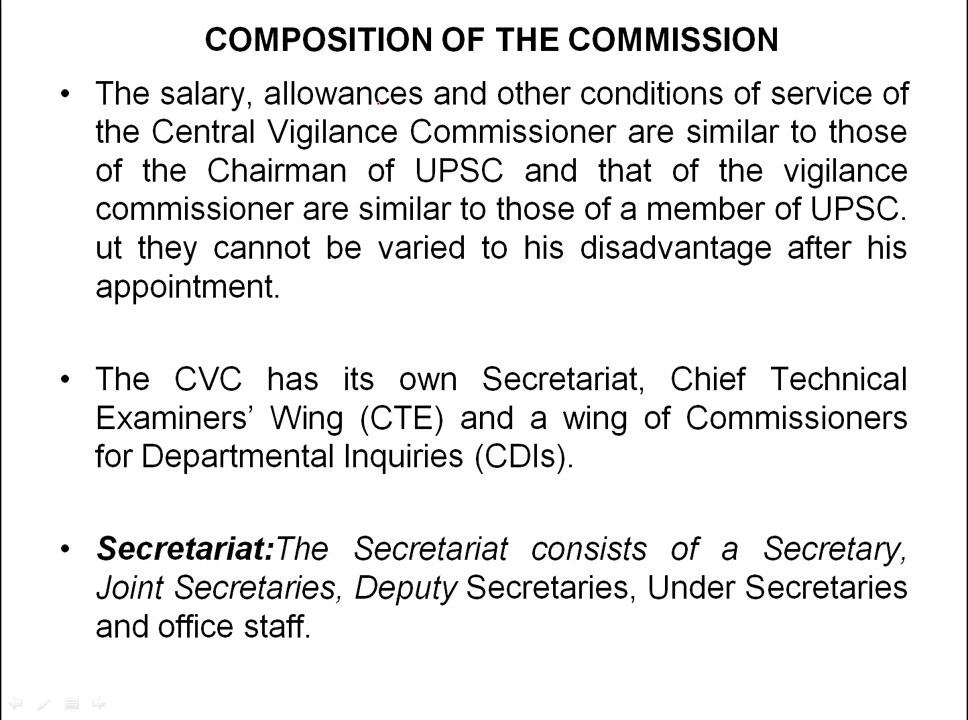 COMPOSITION OF THE COMMISSION
• The salary, allowances and other conditions of service of
the Central Vigilance Commissioner are similar to those
of the Chairman of UPSC and that of the vigilance
commissioner are similar to those of a member of UPSC.
ut they cannot be varied to his disadvantage after his
appointment.
• The CVC has its own Secretariat, Chief Technical
Examiners’ Wing (CTE) and a wing of Commissioners
for Departmental Inquiries (CDIs).
• Secretariat:The Secretariat consists of a Secretary,
Joint Secretaries, Deputy Secretaries, Under Secretaries
and office staff.